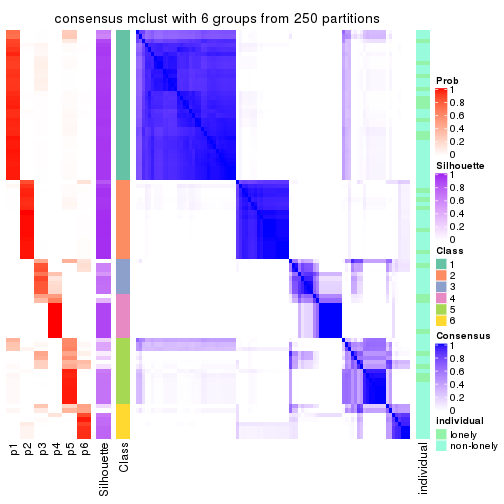 consensus mclust with 6 groups from 250 partitions
p1
p2
p3
p4
p5
p6
Silhouette
Class
individual
Prob
1
0.8
0.6
0.4
0.2
0
Silhouette
1
0.8
0.6
0.4
0.2
0
Class
1
2
3
4
5
6
Consensus
1
0.8
0.6
0.4
0.2
0
individual
lonely
non-lonely